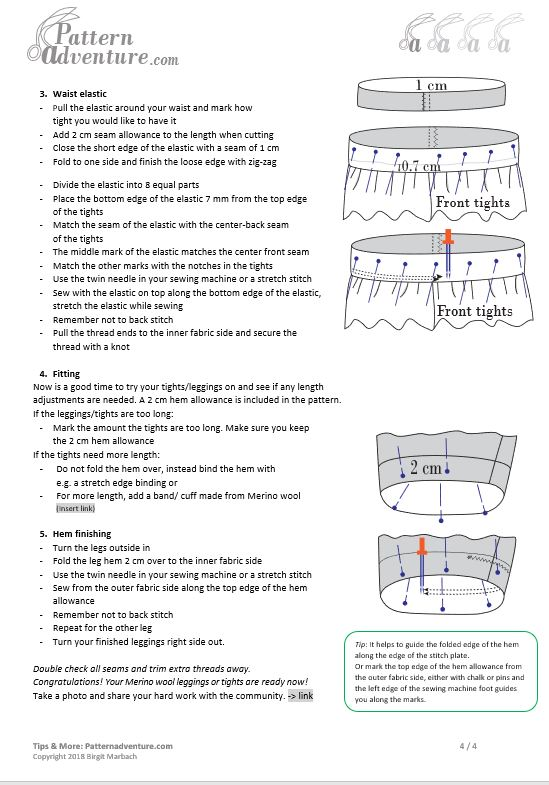 Pattern
adventure.com
a a a a
3. Waist elastic
- Pull the elastic around your waist and mark how
tight you would like to have it
- Add 2 cm seam allowance to the length when cutting
- Close the short edge of the elastic with a seam of 1 cm
- Fold to one side and finish the loose edge with zig-zag
- Divide the elastic into 8 equal parts
- Place the bottom edge of the elastic 7 mm from the top edge
of the tights
- Match the seam of the elastic with the center-back seam
of the tights
- The middle mark of the elastic matches the center front seam
- Match the other marks with the notches in the tights
- Use the twin needle in your sewing machine or a stretch stitch
- Sew with the elastic on top along the bottom edge of the elastic,
stretch the elastic while sewing
- Remember not to back stitch
- Pull the thread ends to the inner fabric side and secure the
thread with a knot
1 cm
0.7 cm
Front tights
Front tights
4. Fitting
Now is a good time to try your tights/leggings on and see if any length
adjustments are needed. A 2 cm hem allowance is included in the pattern.
If the leggings/tights are too long:
- Mark the amount the tights are too long. Make sure you keep
the 2 cm hem allowance
If the tights need more length:
- Do not fold the hem over, instead bind the hem with
e.g. a stretch edge binding or
- For more length, add a band/ cuff made from Merino wool
(insert link)
2 cm
5. Hem finishing
- Turn the legs outside in
- Fold the leg hem 2 cm over to the inner fabric side
- Use the twin needle in your sewing machine or a stretch stitch
- Sew from the outer fabric side along the top edge of the hem
allowance
- Remember not to back stitch
- Repeat for the other leg
- Turn your finished leggings right side out.
Double check all seams and trim extra threads away.
Congratulations! Your Merino wool leggings or tights are ready now!
Take a photo and share your hard work with the community. -> link
Tip: It helps to guide the folded edge of the hem
along the edge of the stitch plate.
Or mark the top edge of the hem allowance from
the outer fabric side, either with chalk or pins and
the left edge of the sewing machine foot guides
you along the marks.
Tips & More: Patternadventure.com
4 / 4
Copyright 2018 Birgit Marbach